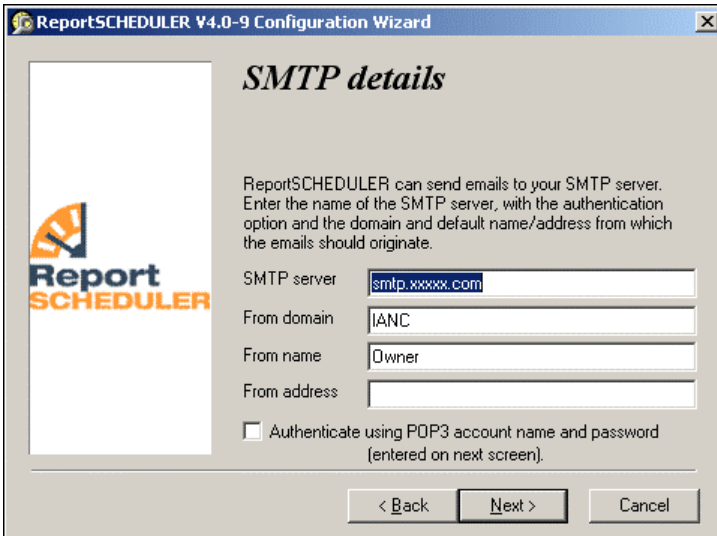 ReportSCHEDULER V4.0-9 Configuration Wizard
SMTP details
ReportSCHEDULER can send emails to your SMTP server.
Enter the name of the SMTP server, with the authentication
option and the domain and default name/address from which
the emails should originate.
Report
SCHEDULER
SMTP server smtp.xxxxx.com
From domain IANC
From name Owner
From address
Authenticate using POP3 account name and password
(entered on next screen).
< Back Next > Cancel